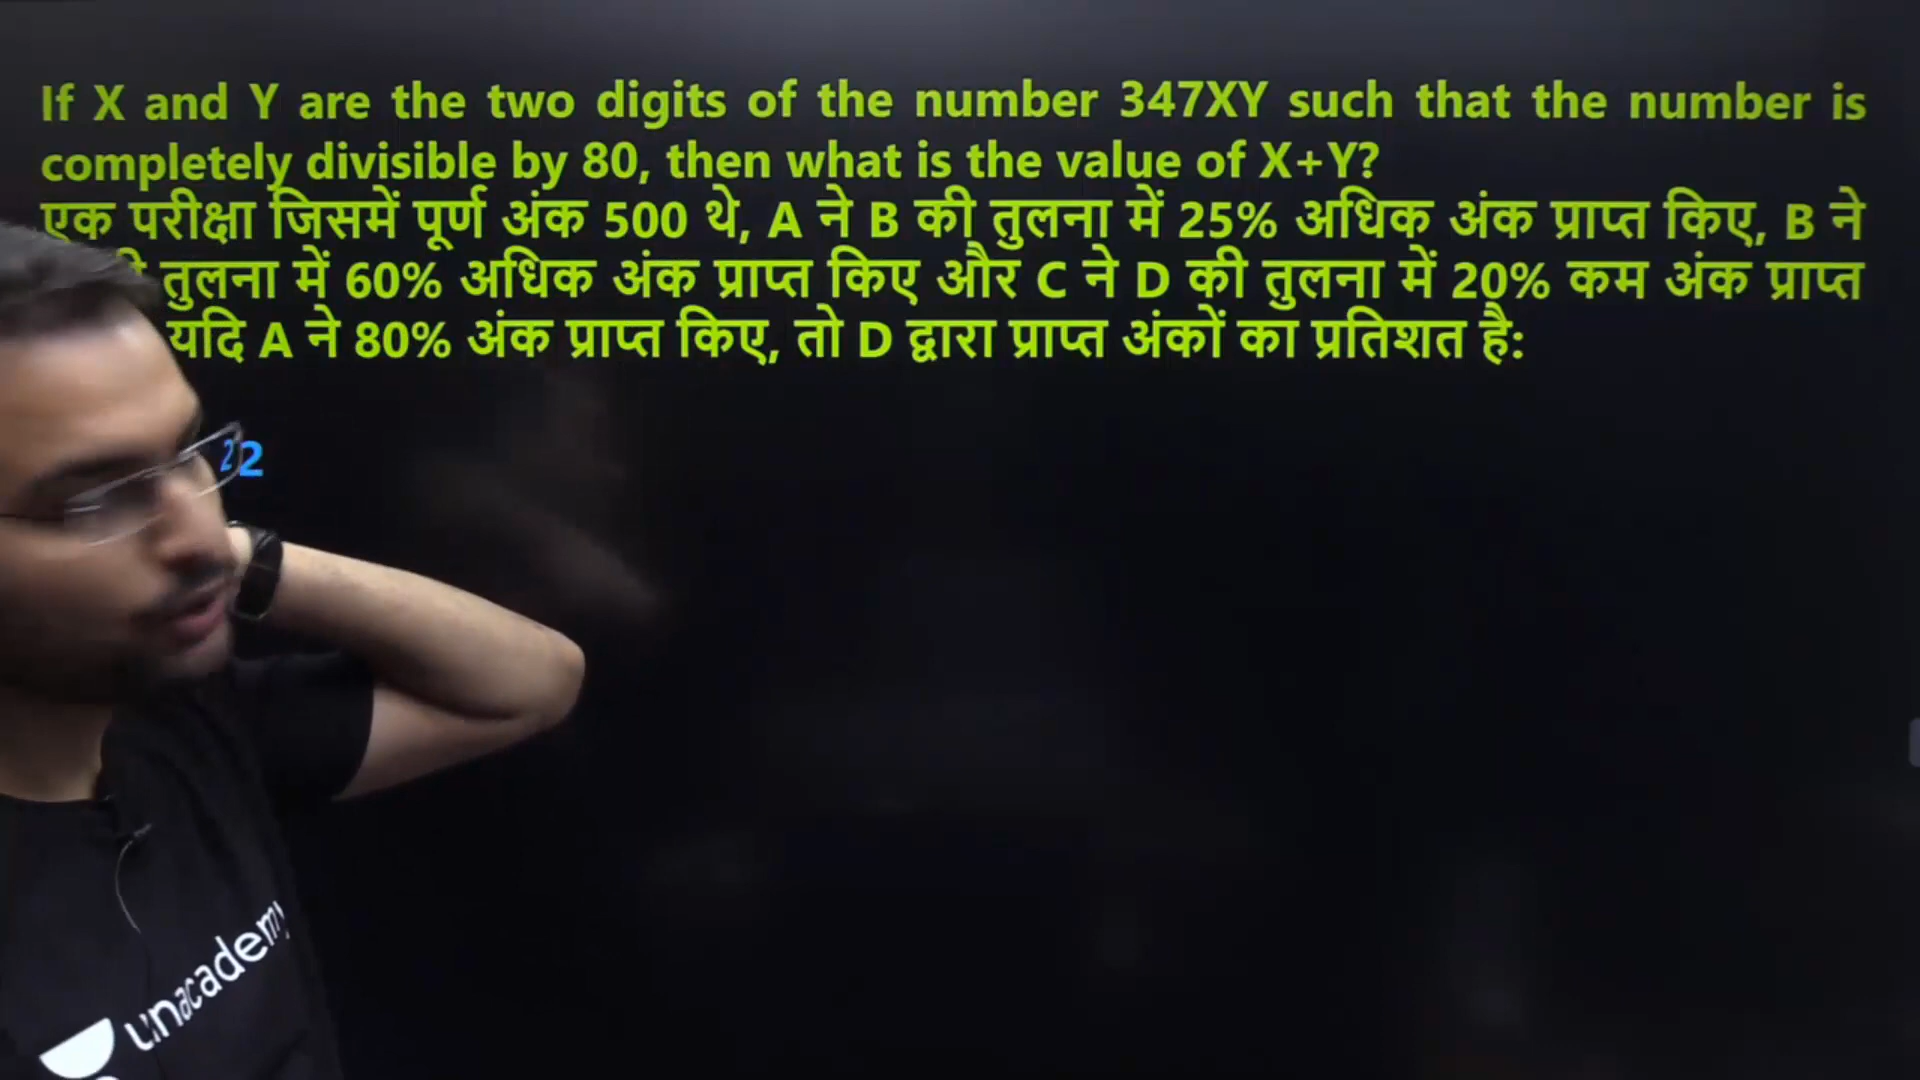 If X and Y are the two digits of the number 347XY such that the number is
completely divisible by 80, then what is the value of X+Y?
एक परीक्षा जिसमें पूर्ण अंक 500 थे, A ने B की तुलना में 25% अधिक अंक प्राप्त किए, B ने
तुलना में 60% अधिक अंक प्राप्त किए और C ने D की तुलना में 20% कम अंक प्राप्त
यदि A ने 80% अंक प्राप्त किए, तो D द्वारा प्राप्त अंकों का प्रतिशत है:
2
unacademy